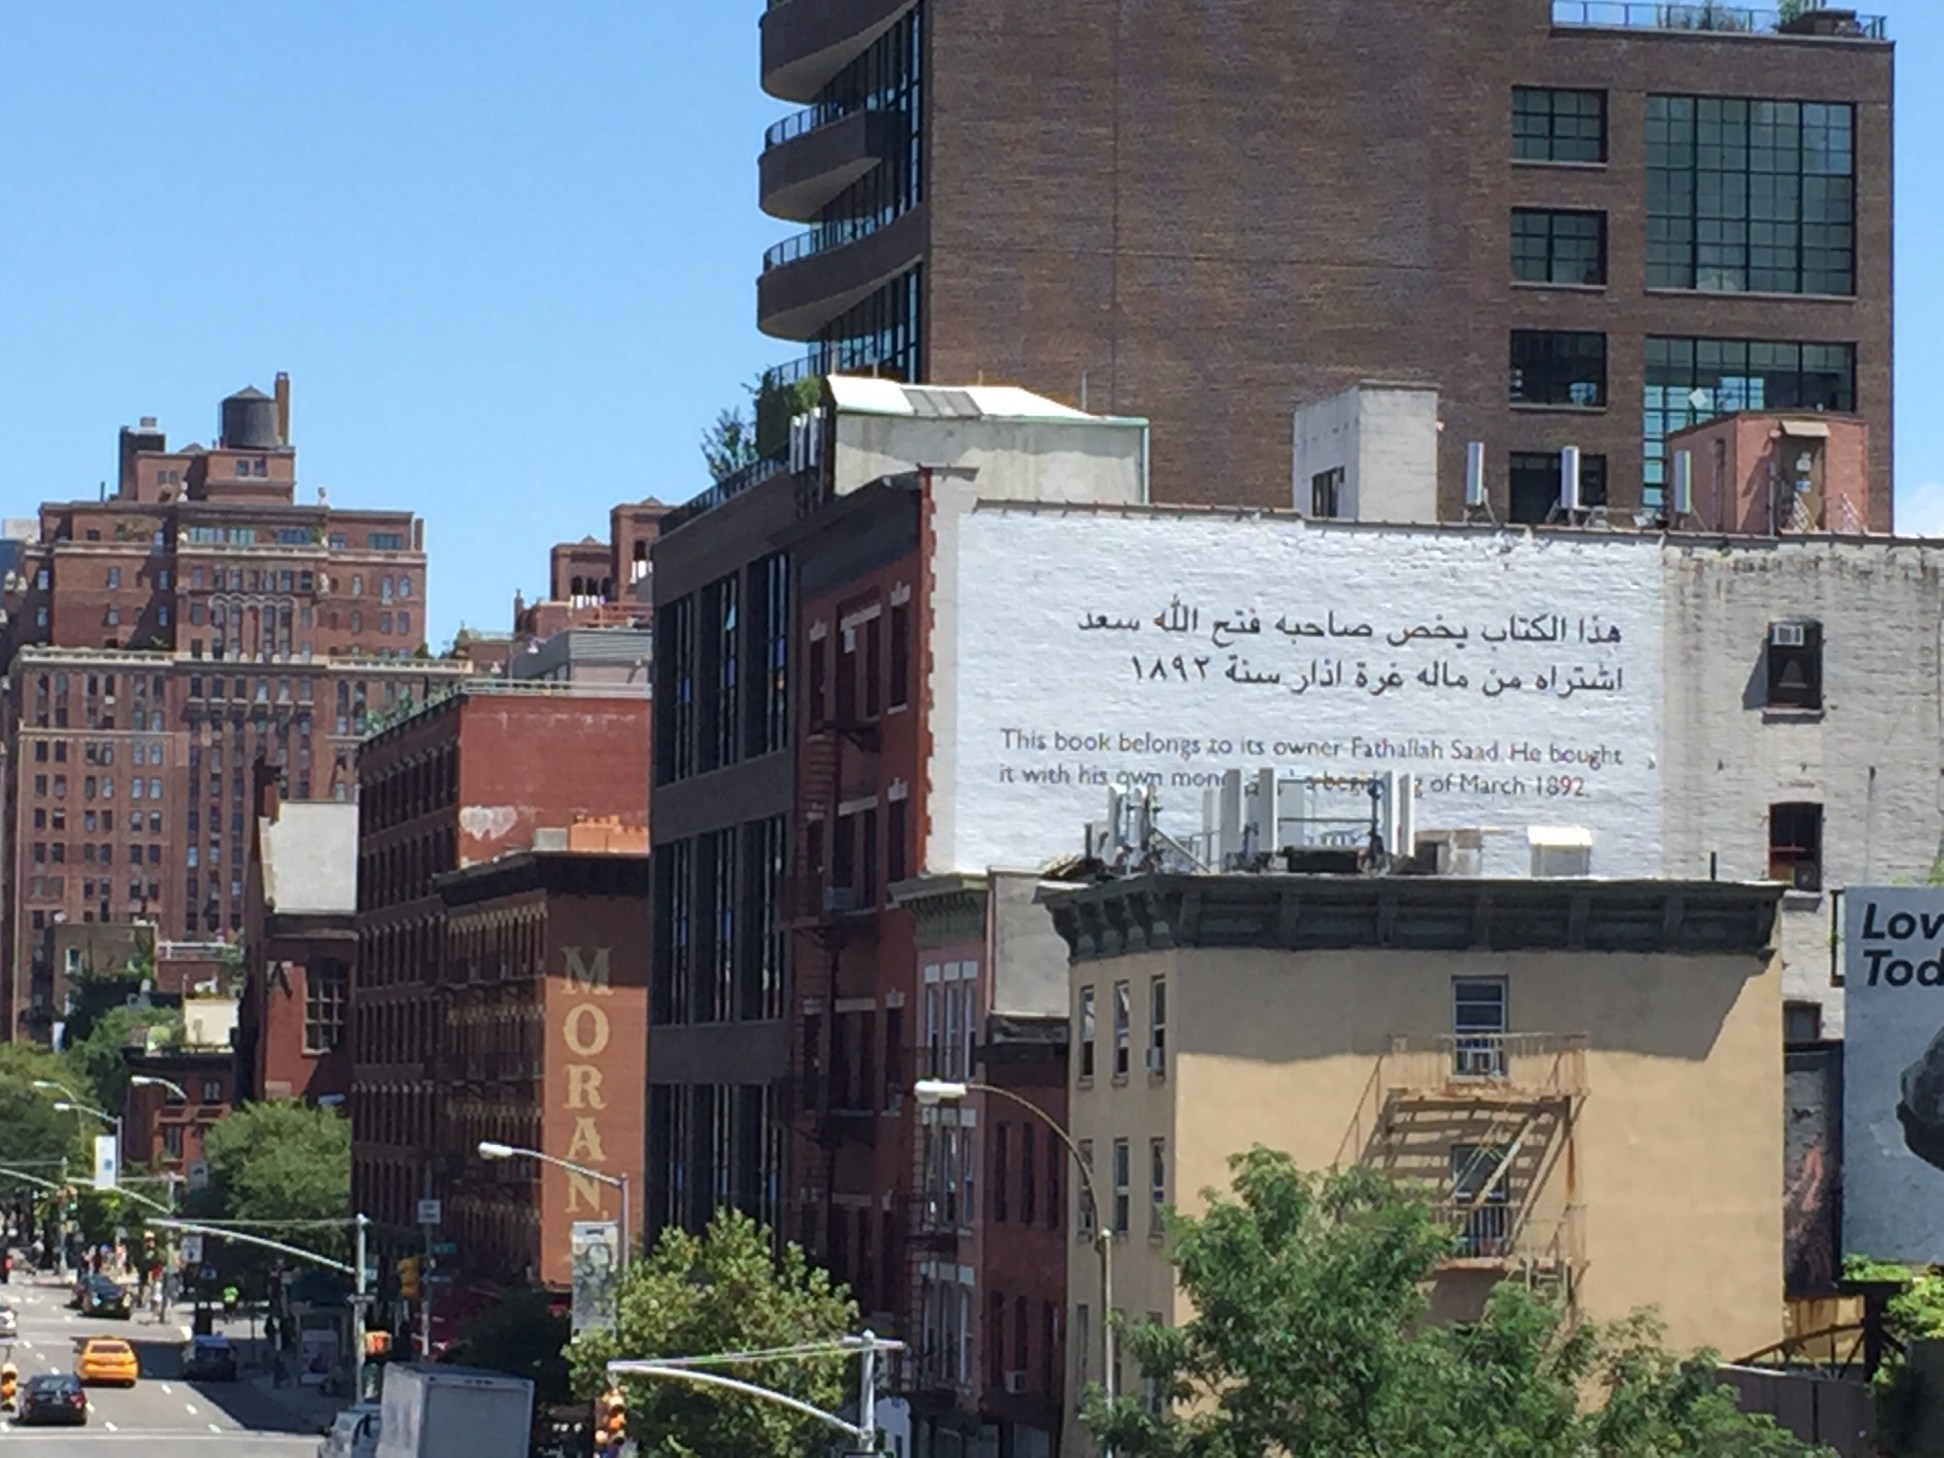 هذا الكتاب يخص صاحبه فتح الله سعد
اشتراه من ماله غرة اذار سنة ١٨٩٢
This book belongs to its owner Fathallah Saad. He bought
it with his own of March 1892.
MORAN
Lov
Tod